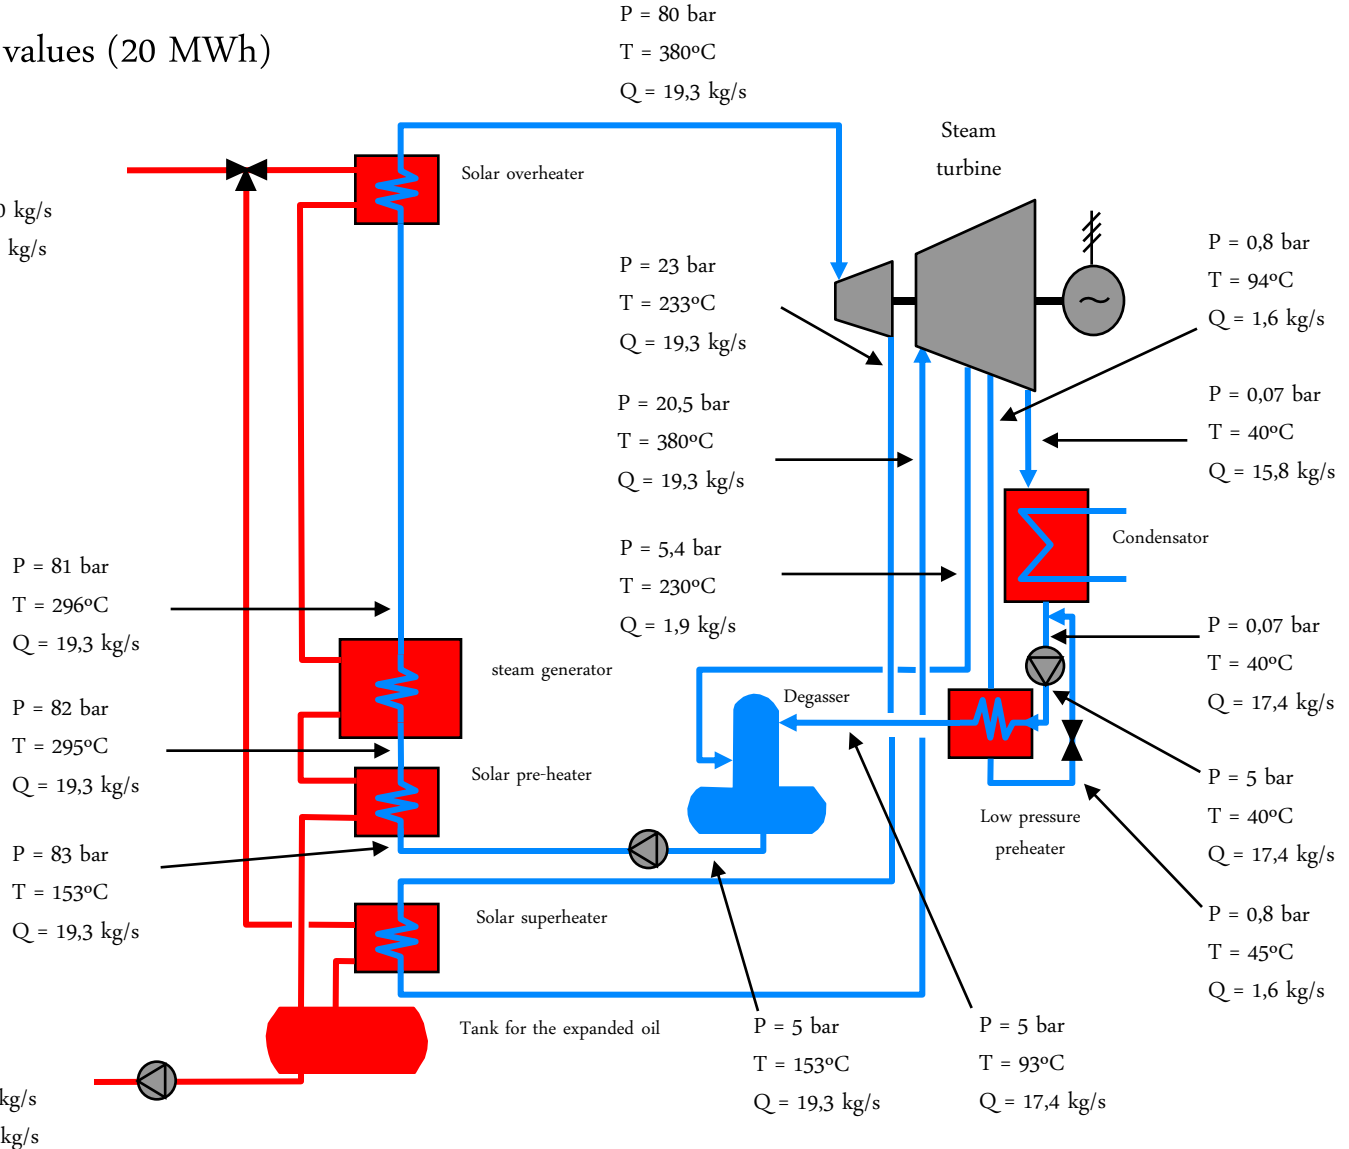 values (20 MWh)
P = 80 bar
T = 380ºC
Q = 19,3 kg/s
Steam
turbine
Solar overheater
0 kg/s
kg/s
P = 23 bar
T = 233ºC
Q = 19,3 kg/s
P = 0,8 bar
T = 94ºC
Q = 1,6 kg/s
P = 20,5 bar
T = 380ºC
Q = 19,3 kg/s
P = 0,07 bar
T = 40ºC
Q = 15,8 kg/s
P = 5,4 bar
T = 230ºC
Q = 1,9 kg/s
Condensator
P = 81 bar
T = 296ºC
Q = 19,3 kg/s
steam generator
P = 0,07 bar
T = 40ºC
Q = 17,4 kg/s
P = 82 bar
T = 295ºC
Q = 19,3 kg/s
Degasser
Solar pre-heater
P = 5 bar
T = 40ºC
Q = 17,4 kg/s
Low pressure
preheater
P = 83 bar
T = 153ºC
Q = 19,3 kg/s
Solar superheater
P = 0,8 bar
T = 45ºC
Q = 1,6 kg/s
Tank for the expanded oil
P = 5 bar
T = 153ºC
Q = 19,3 kg/s
P = 5 bar
T = 93ºC
Q = 17,4 kg/s
kg/s
kg/s